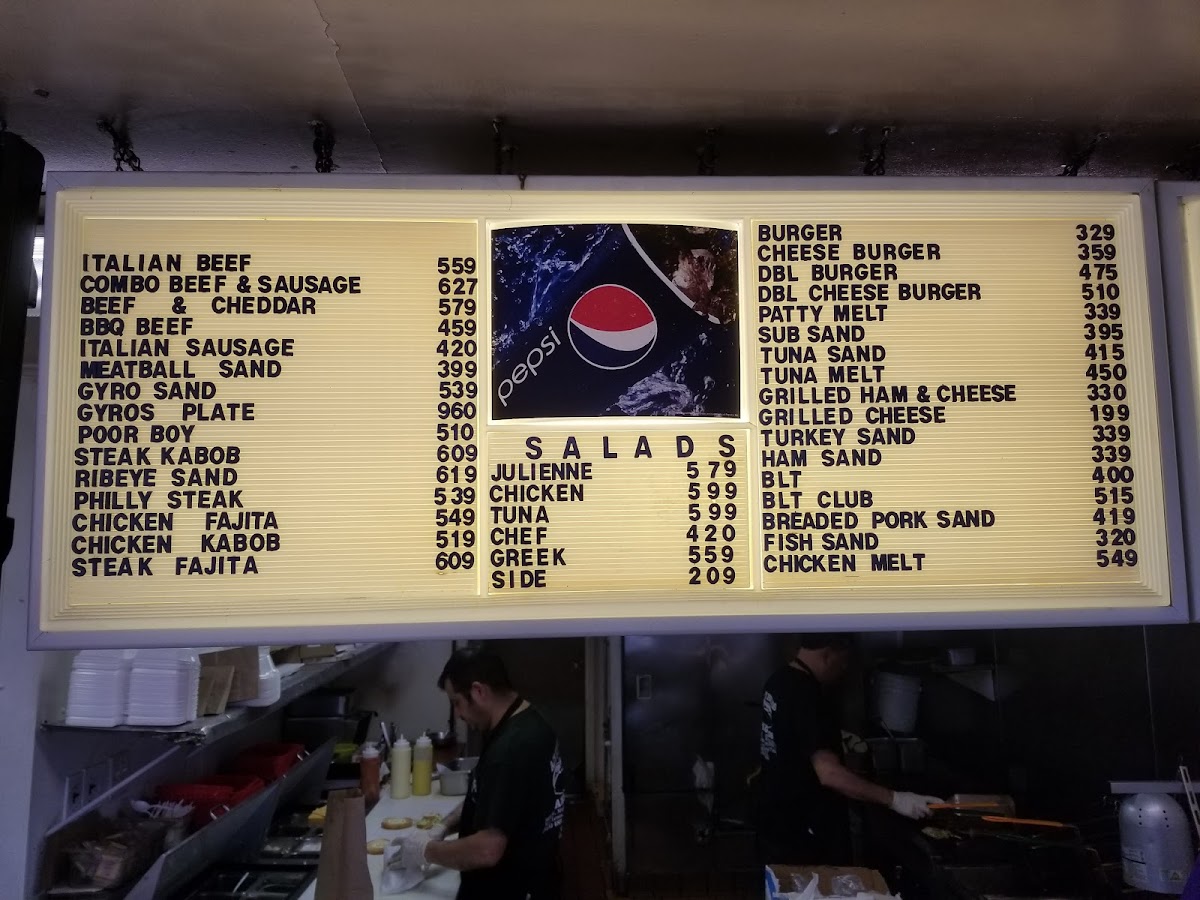 ITALIAN BEEF 559
COMBO BEEF & SAUSAGE 627
BEEF & CHEDDAR 579
BBQ BEEF 459
ITALIAN SAUSAGE 420
MEATBALL SAND 399
GYRO SAND 539
GYROS PLATE 960
POOR BOY 510
STEAK KABOB 609
RIBEYE SAND 619
PHILLY STEAK 539
CHICKEN FAJITA 549
CHICKEN KABOB 519
STEAK FAJITA 609
pepsi
SALADS
JULIENNE 579
CHICKEN 599
TUNA 599
CHEF 420
GREEK 559
SIDE 209
BURGER 329
CHEESE BURGER 359
DBL BURGER 475
DBL CHEESE BURGER 510
PATTY MELT 339
SUB SAND 395
TUNA SAND 415
TUNA MELT 450
GRILLED HAM & CHEESE 330
GRILLED CHEESE 199
TURKEY SAND 339
HAM SAND 339
BLT 400
BLT CLUB 515
BREADED PORK SAND 419
FISH SAND 320
CHICKEN MELT 549